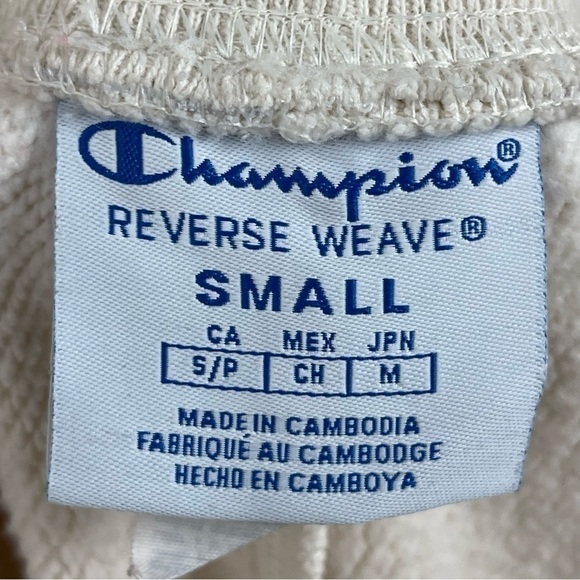 Champion®
REVERSE WEAVE®
SMALL
CA MEX JPN
S/P CH M
MADE IN CAMBODIA
FABRIQUÉ AU CAMBODGE
HECHO EN CAMBOYA